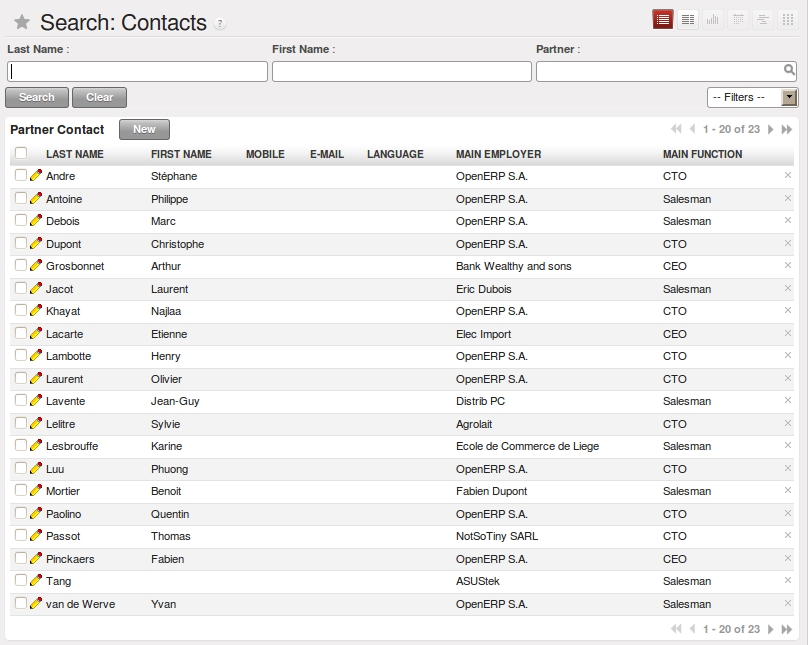 Search: Contacts ?
Last Name : First Name : Partner :
Search Clear -- Filters --
Partner Contact New 1 - 20 of 23
LAST NAME FIRST NAME MOBILE E-MAIL LANGUAGE MAIN EMPLOYER MAIN FUNCTION
Andre Stéphane OpenERP S.A. CTO
Antoine Philippe OpenERP S.A. Salesman
Debois Marc OpenERP S.A. Salesman
Dupont Christophe OpenERP S.A. CTO
Grosbonnet Arthur Bank Wealthy and sons CEO
Jacot Laurent Eric Dubois Salesman
Khayat Najlaa OpenERP S.A. CTO
Lacarte Etienne Elec Import CEO
Lambotte Henry OpenERP S.A. CTO
Laurent Olivier OpenERP S.A. CTO
Lavente Jean-Guy Distrib PC Salesman
Lelitre Sylvie Agrolait CTO
Lesbrouffe Karine Ecole de Commerce de Liege Salesman
Luu Phuong OpenERP S.A. CTO
Mortier Benoit Fabien Dupont Salesman
Paolino Quentin OpenERP S.A. CTO
Passot Thomas NotSoTiny SARL CTO
Pinckaers Fabien OpenERP S.A. CEO
Tang ASUStek Salesman
van de Werve Yvan OpenERP S.A. Salesman
1 - 20 of 23